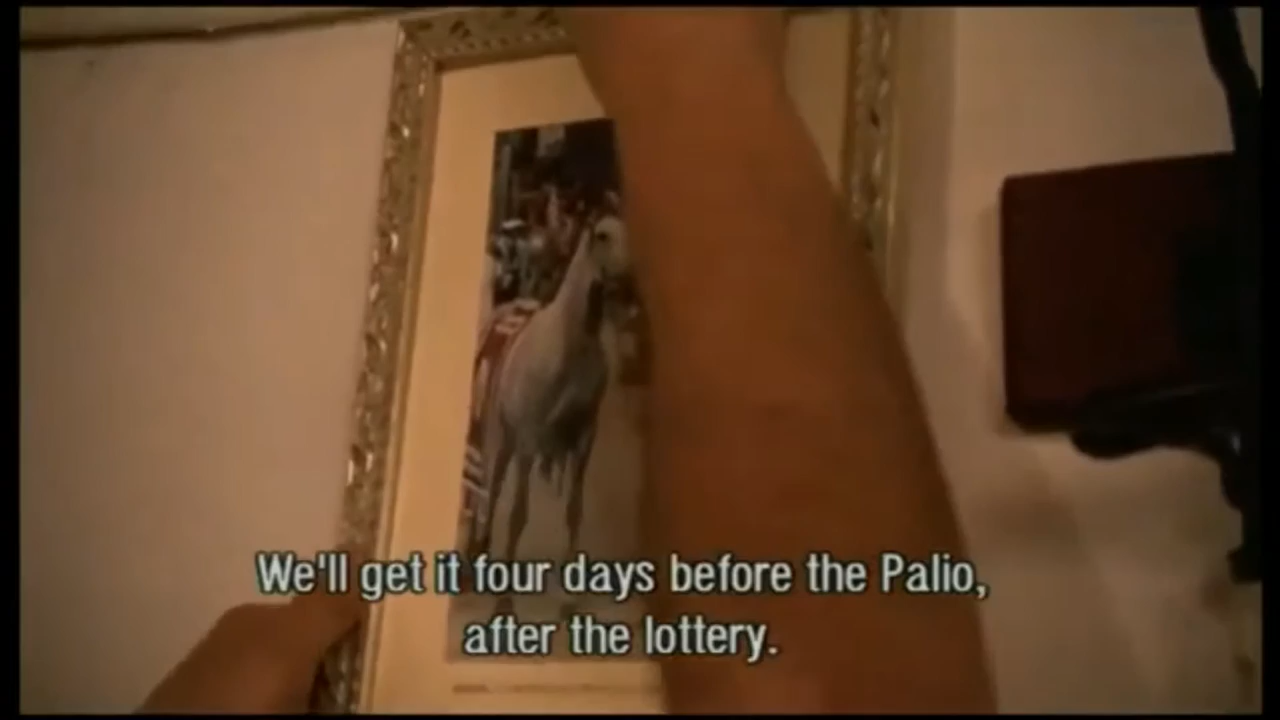 We'll get it four days before the Palio,
after the lottery.